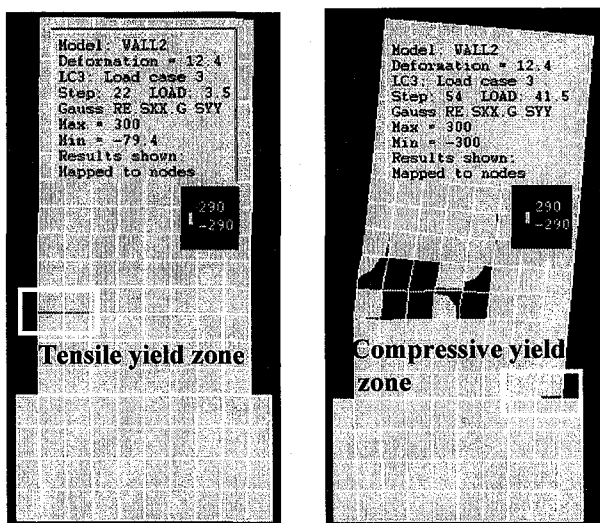 Model: WALL2
Deformation = 12.4
LC3: Load case 3
Step: 22 LOAD: 3.5
Gauss RE.SXX.G SYY
Max = 300
Min = -79.4
Results shown:
Mapped to nodes
290
-290
Tensile yield zone
Model: WALL2
Deformation = 12.4
LC3: Load case 3
Step: 54 LOAD: 41.5
Gauss RE.SXX.G SYY
Max = 300
Min = -300
Results shown:
Mapped to nodes
290
-290
Compressive yield
zone